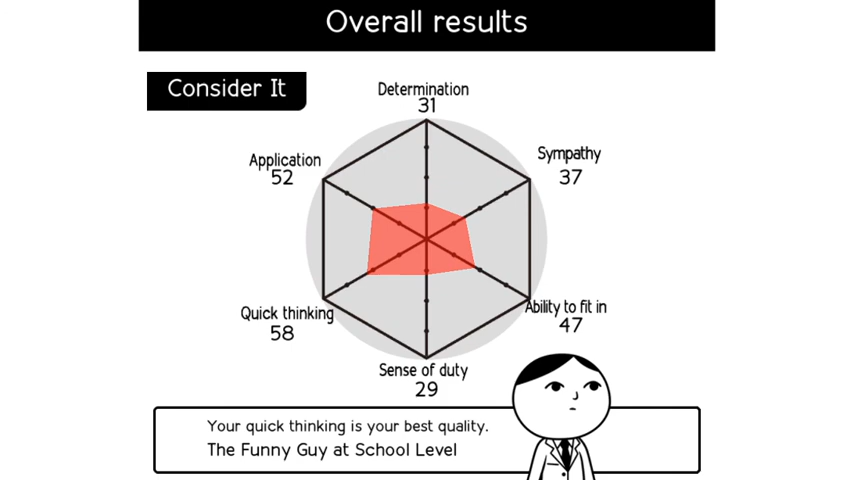 Overall results
Consider It
Determination
31
Sympathy
37
Application
52
Quick thinking
58
Ability to fit in
47
Sense of duty
29
Your quick thinking is your best quality.
The Funny Guy at School Level